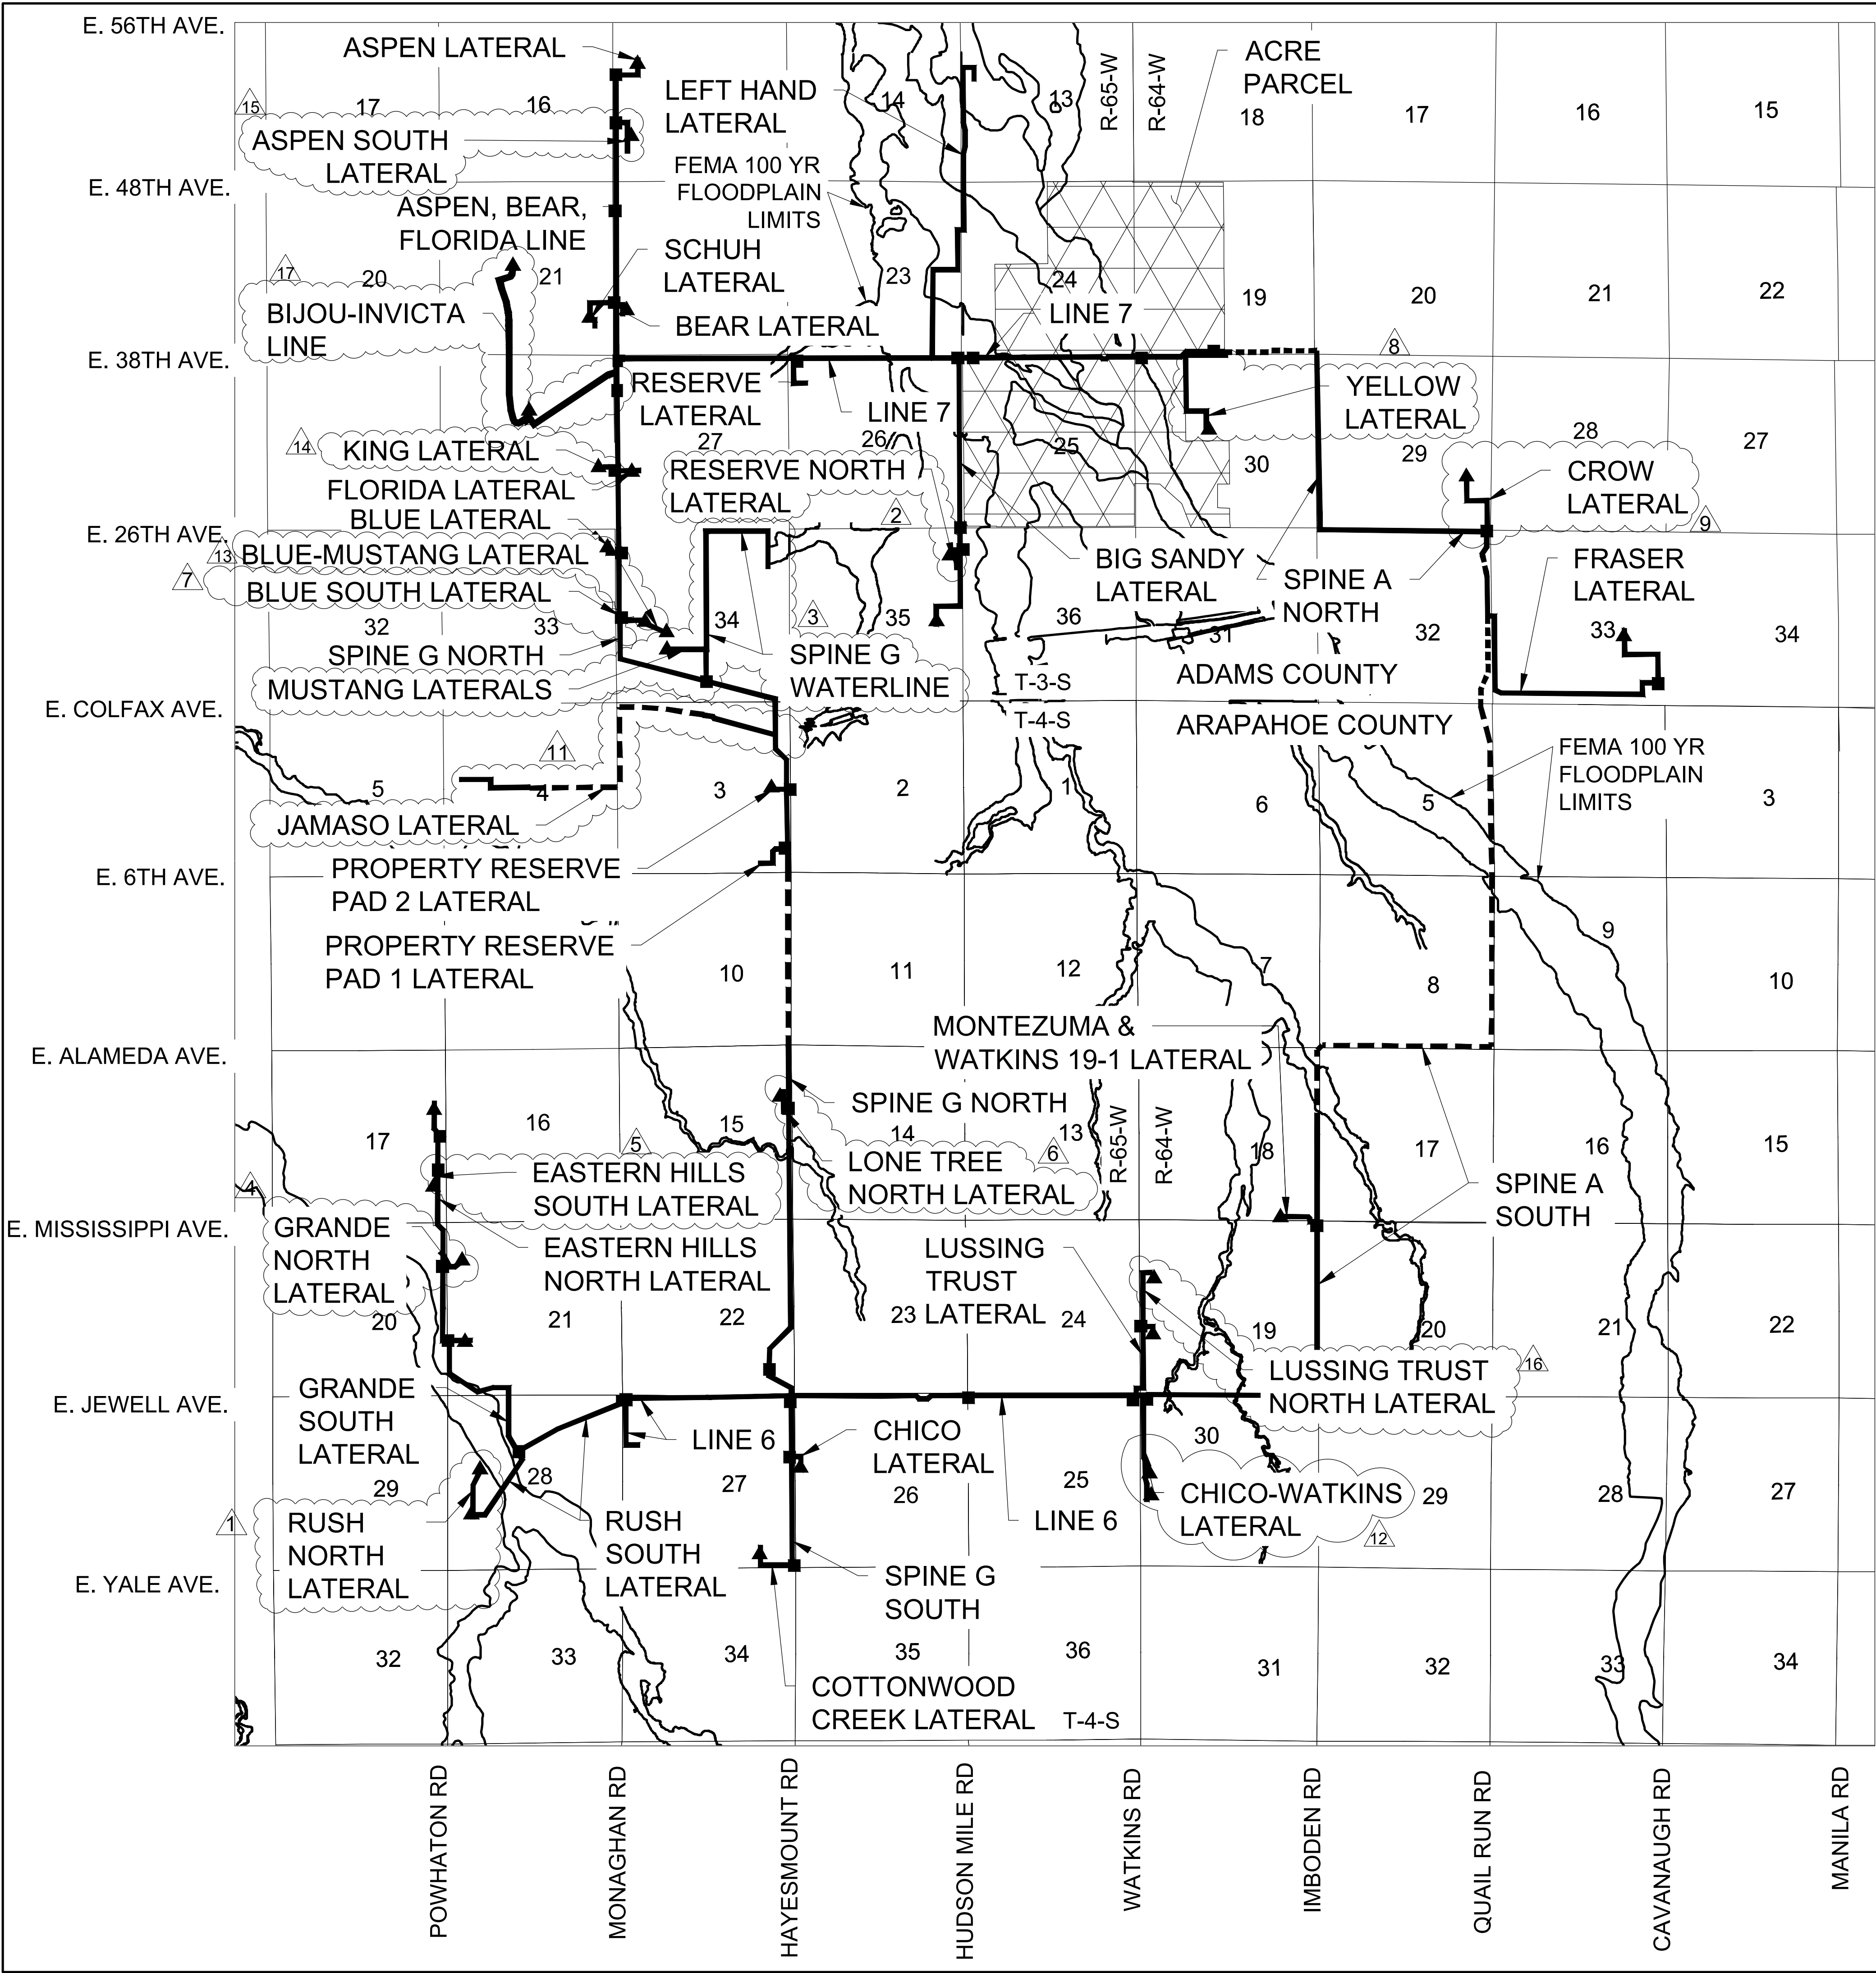 E. 56TH AVE.
ASPEN LATERAL
ACRE
PARCEL
LEFT HAND
LATERAL
R-65-W
R-64-W
15
17
16
14
13
18
17
16
15
ASPEN SOUTH
LATERAL
FEMA 100 YR
FLOODPLAIN
LIMITS
E. 48TH AVE.
ASPEN, BEAR,
FLORIDA LINE
SCHUH
LATERAL
17
20
21
23
24
19
20
21
22
BIJOU-INVICTA
LINE
BEAR LATERAL
LINE 7
E. 38TH AVE.
8
RESERVE
LATERAL
LINE 7
YELLOW
LATERAL
14
KING LATERAL
27
26
25
30
29
28
27
FLORIDA LATERAL
RESERVE NORTH
LATERAL
CROW
LATERAL
BLUE LATERAL
2
9
E. 26TH AVE.
13
BLUE-MUSTANG LATERAL
BIG SANDY
LATERAL
SPINE A
NORTH
FRASER
LATERAL
7
BLUE SOUTH LATERAL
32
33
34
3
35
36
31
32
33
34
SPINE G NORTH
SPINE G
WATERLINE
MUSTANG LATERALS
T-3-S
ADAMS COUNTY
E. COLFAX AVE.
T-4-S
ARAPAHOE COUNTY
11
FEMA 100 YR
FLOODPLAIN
LIMITS
5
4
3
2
1
6
5
3
JAMASO LATERAL
E. 6TH AVE.
PROPERTY RESERVE
PAD 2 LATERAL
PROPERTY RESERVE
PAD 1 LATERAL
10
11
12
7
8
9
10
MONTEZUMA &
WATKINS 19-1 LATERAL
E. ALAMEDA AVE.
SPINE G NORTH
R-65-W
R-64-W
17
16
5
15
14
13
6
18
17
16
15
EASTERN HILLS
SOUTH LATERAL
LONE TREE
NORTH LATERAL
SPINE A
SOUTH
4
E. MISSISSIPPI AVE.
GRANDE
NORTH
LATERAL
EASTERN HILLS
NORTH LATERAL
LUSSING
TRUST
LATERAL
20
21
22
23
24
19
20
21
22
LUSSING TRUST
NORTH LATERAL
16
E. JEWELL AVE.
GRANDE
SOUTH
LATERAL
LINE 6
CHICO
LATERAL
30
29
28
27
26
25
29
28
27
CHICO-WATKINS
LATERAL
12
1
RUSH
NORTH
LATERAL
RUSH
SOUTH
LATERAL
LINE 6
E. YALE AVE.
SPINE G
SOUTH
32
33
34
35
36
31
32
33
34
COTTONWOOD
CREEK LATERAL
T-4-S
POWHATON RD
MONAGHAN RD
HAYESMOUNT RD
HUDSON MILE RD
WATKINS RD
IMBODEN RD
QUAIL RUN RD
CAVANAUGH RD
MANILA RD